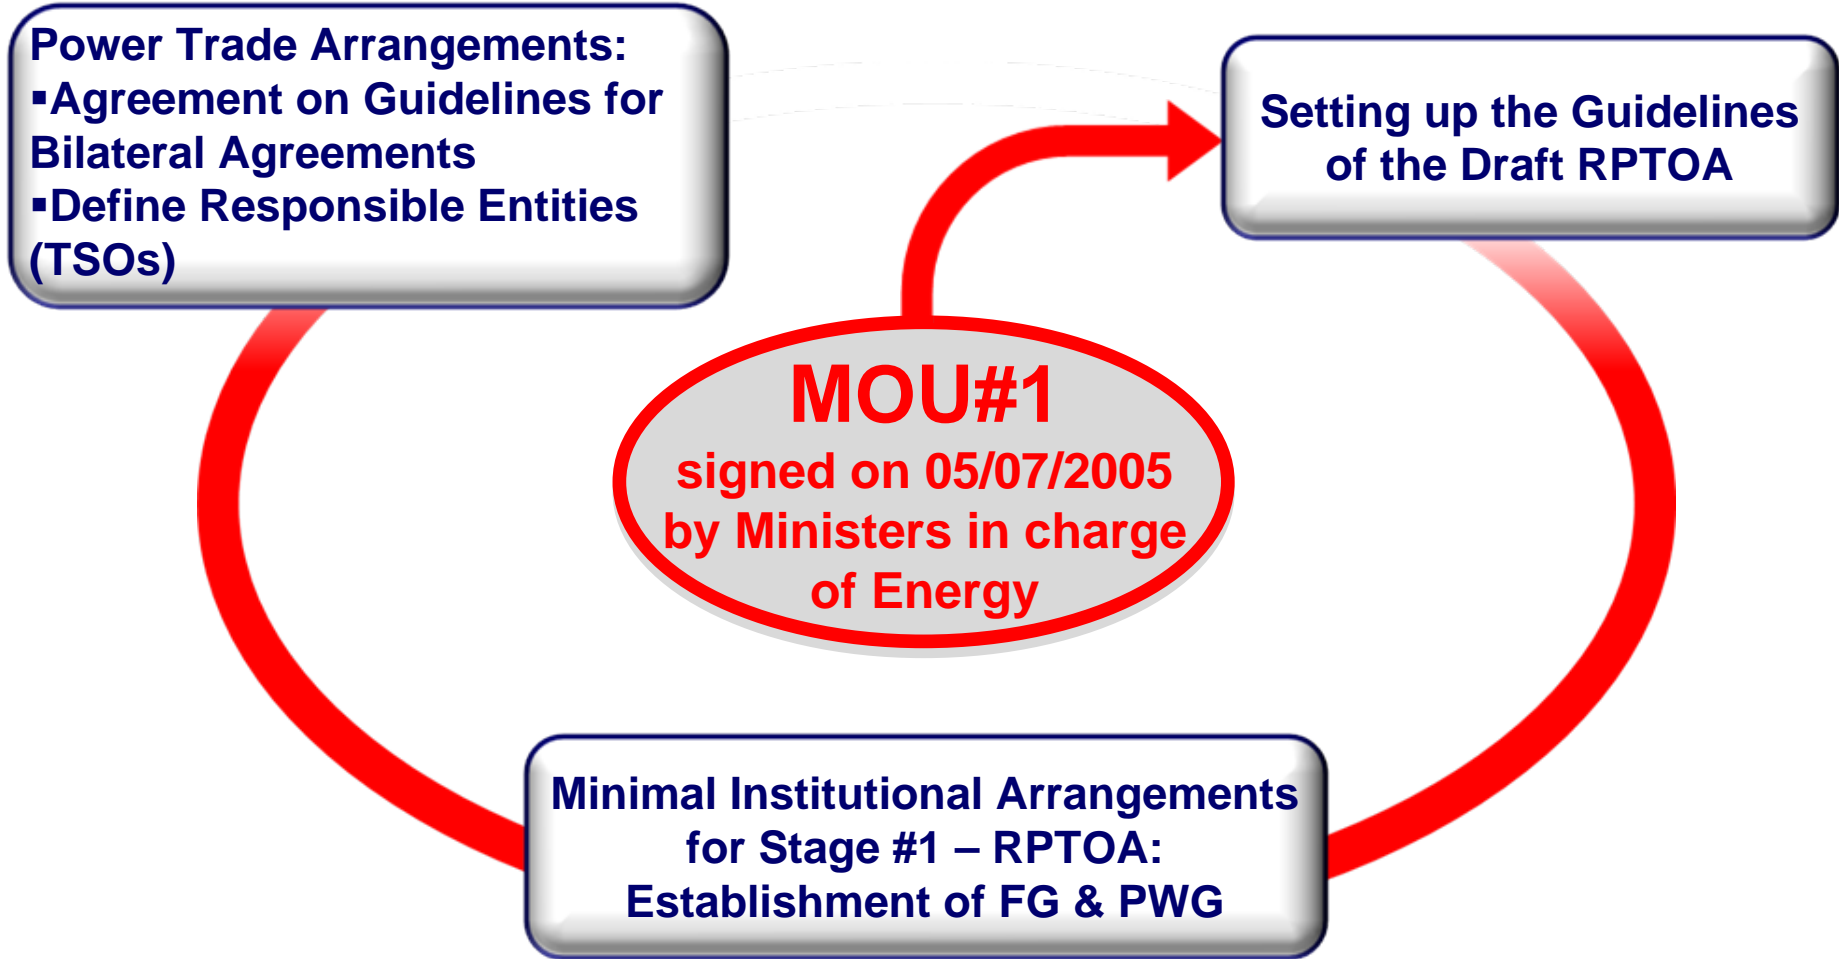 Power Trade Arrangements:
▪Agreement on Guidelines for
Bilateral Agreements
▪Define Responsible Entities
(TSOs)
Setting up the Guidelines
of the Draft RPTOA
MOU#1
signed on 05/07/2005
by Ministers in charge
of Energy
Minimal Institutional Arrangements
for Stage #1 – RPTOA:
Establishment of FG & PWG